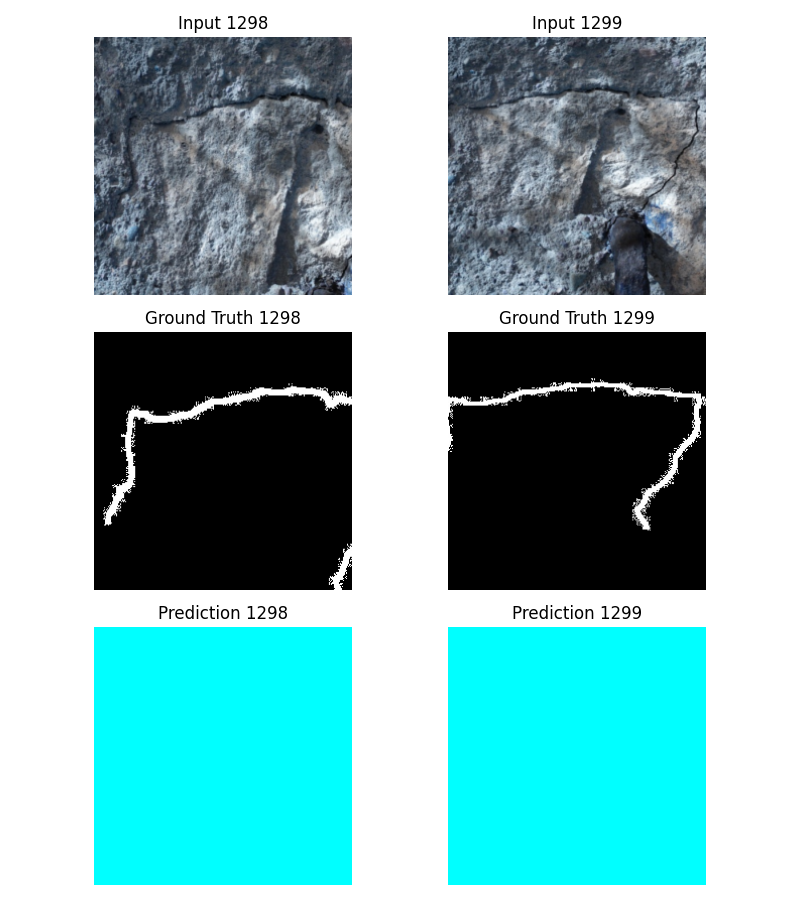 Input 1298
Input 1299
Ground Truth 1298
Ground Truth 1299
Prediction 1298
Prediction 1299